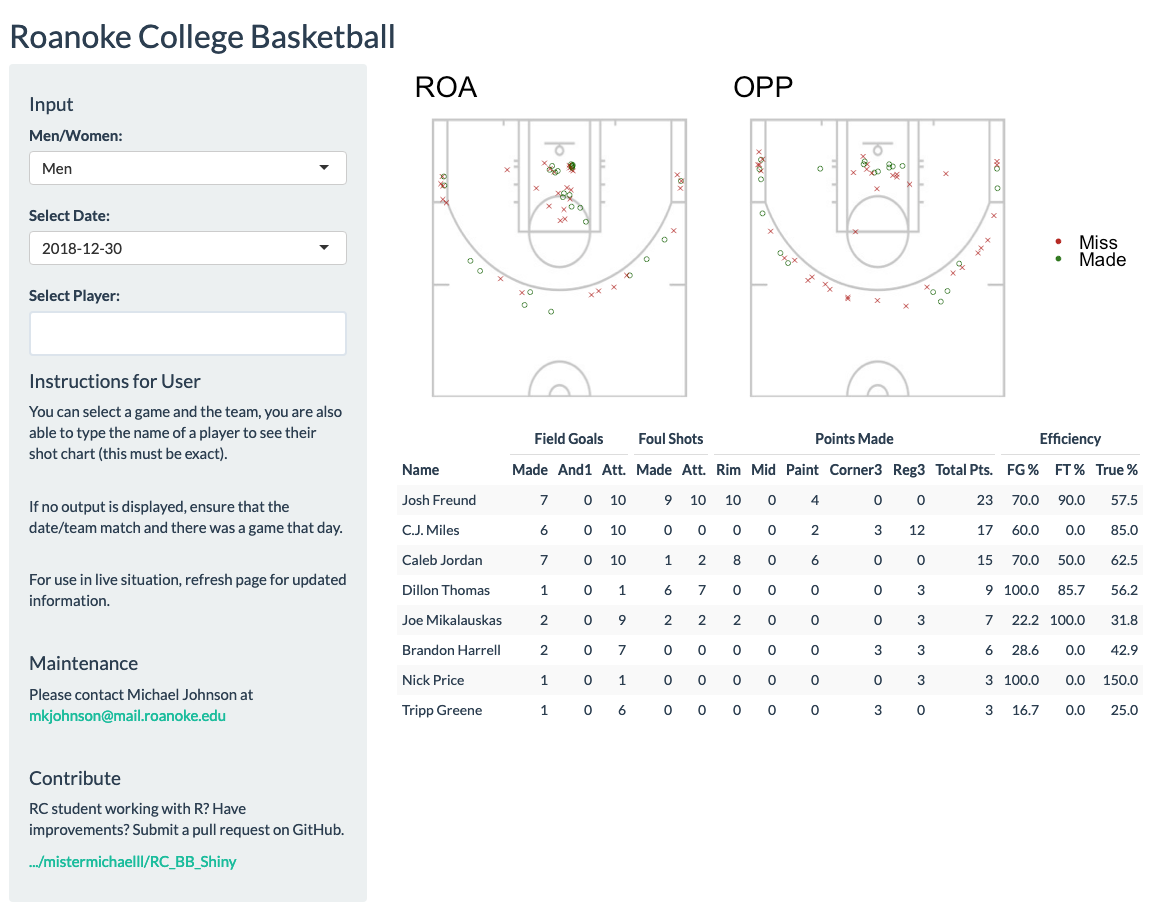 Roanoke College Basketball
Input
Men/Women:
Men
Select Date:
2018-12-30
Select Player:
Instructions for User
You can select a game and the team, you are also
able to type the name of a player to see their
shot chart (this must be exact).
If no output is displayed, ensure that the
date/team match and there was a game that day.
For use in live situation, refresh page for updated
information.
Maintenance
Please contact Michael Johnson at
mkjohnson@mail.roanoke.edu
Contribute
RC student working with R? Have
improvements? Submit a pull request on GitHub.
.../mistermichaelll/RC_BB_Shiny
ROA OPP
Miss
Made
Field Goals Foul Shots Points Made Efficiency
Name Made And1 Att. Made Att. Rim Mid Paint Corner3 Reg3 Total Pts. FG % FT % True %
Josh Freund 7 0 10 9 10 10 0 4 0 0 23 70.0 90.0 57.5
C.J. Miles 6 0 10 0 0 0 0 2 3 12 17 60.0 0.0 85.0
Caleb Jordan 7 0 10 1 2 8 0 6 0 0 15 70.0 50.0 62.5
Dillon Thomas 1 0 1 6 7 0 0 0 0 3 9 100.0 85.7 56.2
Joe Mikalauskas 2 0 9 2 2 2 0 0 0 3 7 22.2 100.0 31.8
Brandon Harrell 2 0 7 0 0 0 0 0 3 3 6 28.6 0.0 42.9
Nick Price 1 0 1 0 0 0 0 0 0 3 3 100.0 0.0 150.0
Tripp Greene 1 0 6 0 0 0 0 0 3 0 3 16.7 0.0 25.0